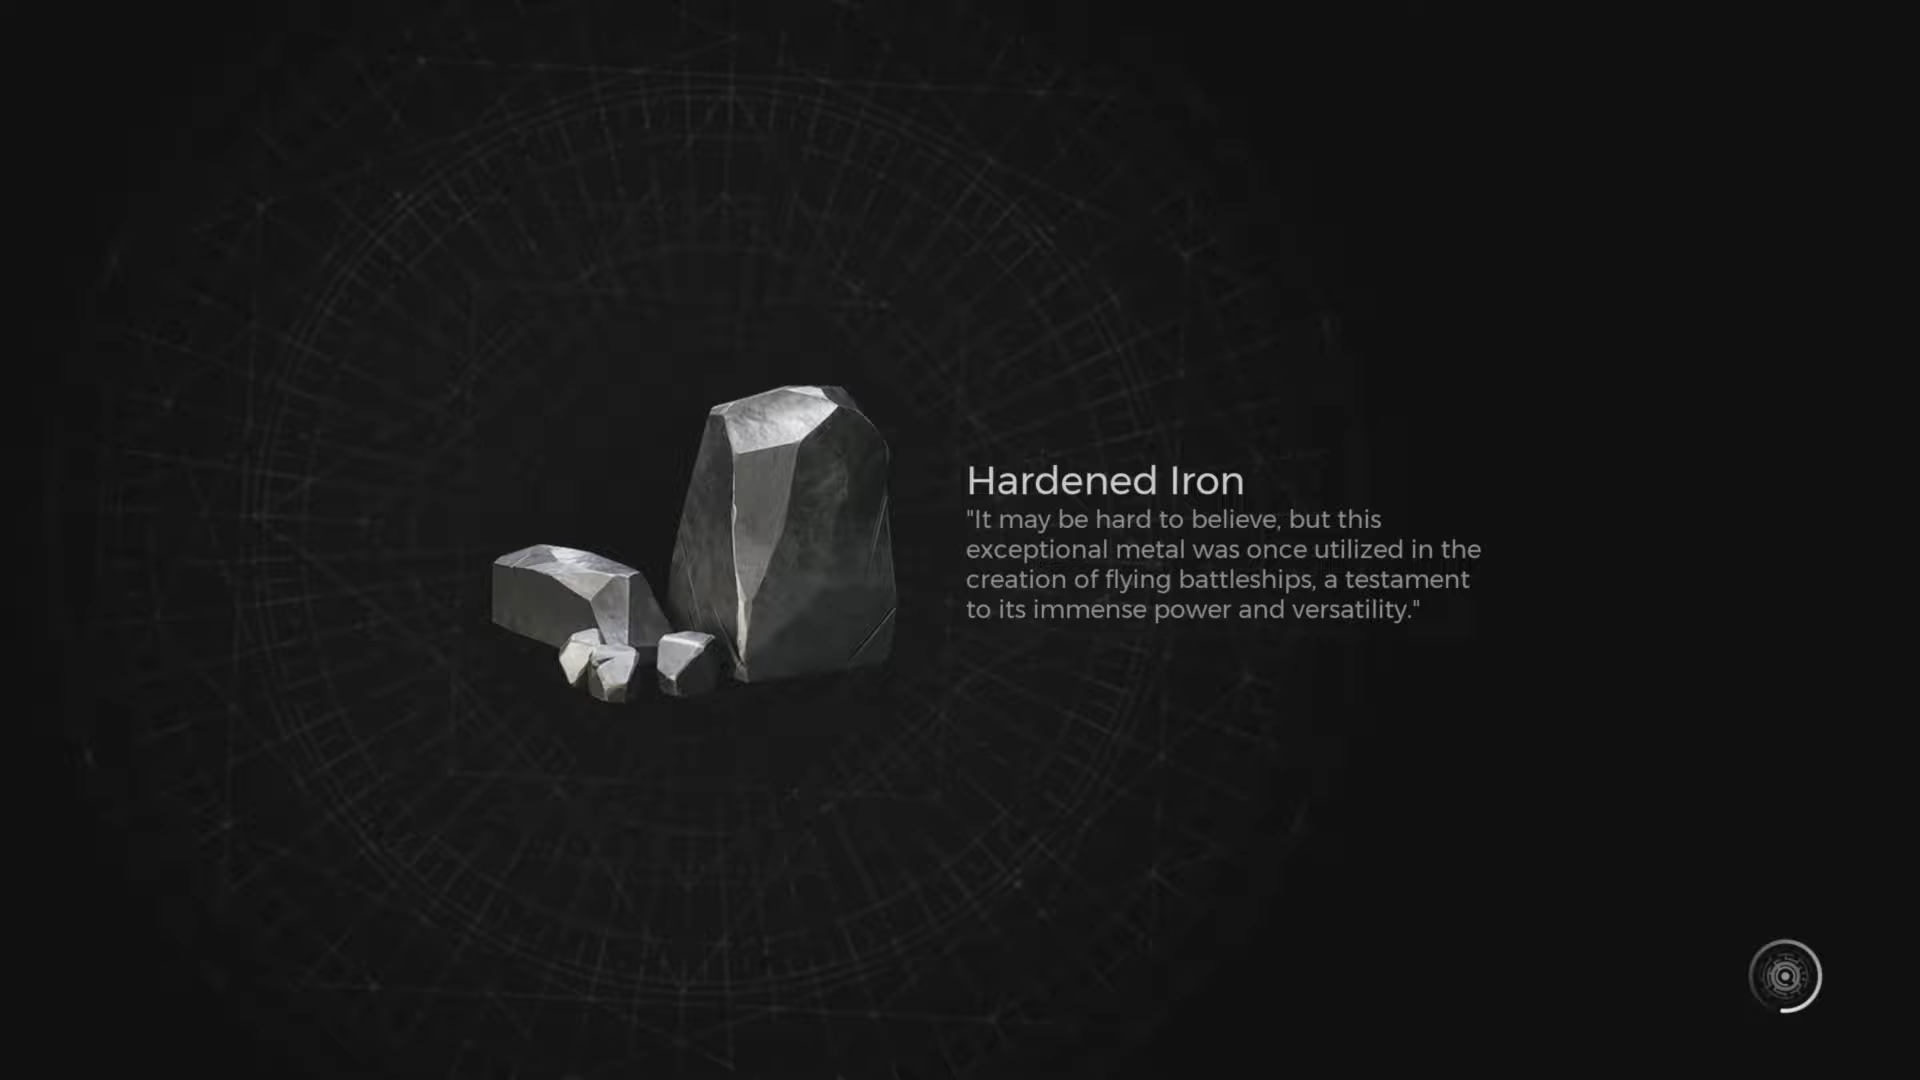 Hardened Iron
"It may be hard to believe, but this
exceptional metal was once utilized in the
creation of flying battleships, a testament
to its immense power and versatility."